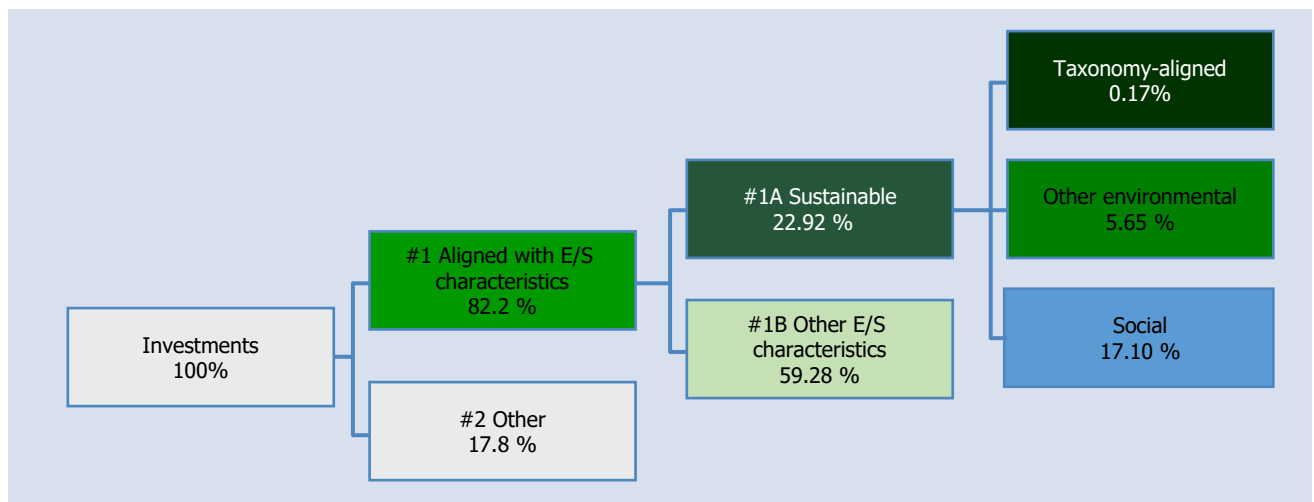 Investments
100%
#1 Aligned with E/S
characteristics
82.2 %
#2 Other
17.8 %
#1A Sustainable
22.92 %
#1B Other E/S
characteristics
59.28 %
Taxonomy-aligned
0.17%
Other environmental
5.65 %
Social
17.10 %